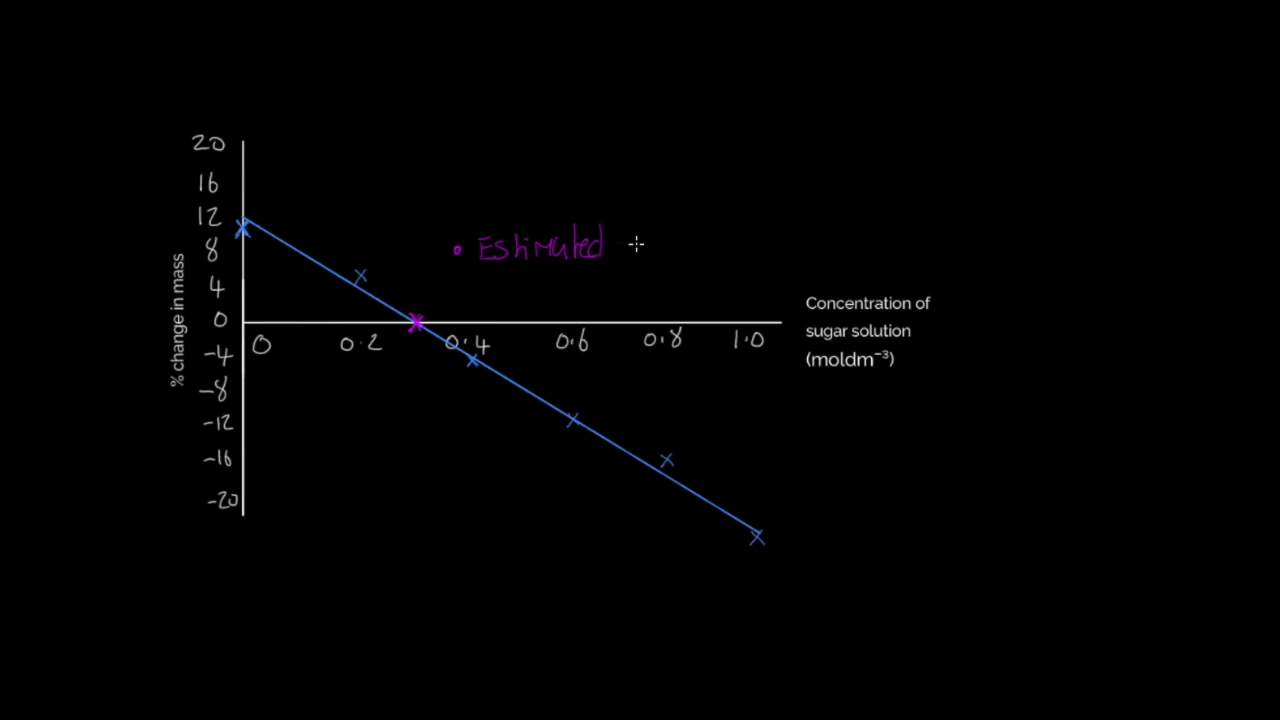 20
16
12
8
4
0
-4
-8
-12
-16
-20
% change in mass
• Estimated
0 0.2 0.4 0.6 0.8 1.0
Concentration of
sugar solution
(moldm⁻³)